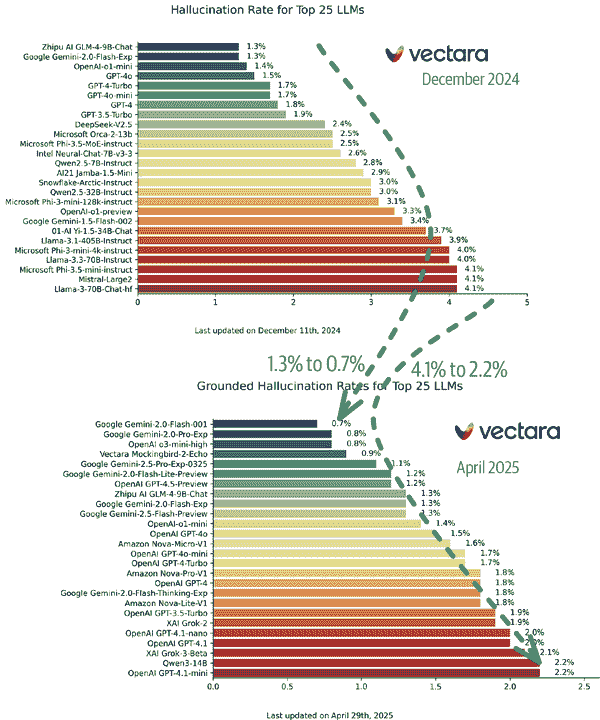 Hallucination Rate for Top 25 LLMs
vectara
December 2024
Zhipu AI GLM-4-9B-Chat 1.3%
Google Gemini-2.0-Flash-Exp 1.3%
OpenAI-o1-mini 1.4%
GPT-4o 1.5%
GPT-4-Turbo 1.7%
GPT-4o-mini 1.7%
GPT-4 1.8%
GPT-3.5-Turbo 1.9%
DeepSeek-V2.5 2.4%
Microsoft Orca-2-13b 2.5%
Microsoft Phi-3.5-MoE-instruct 2.5%
Intel Neural-Chat-7B-v3-3 2.6%
Qwen2.5-7B-Instruct 2.8%
AI21 Jamba-1.5-Mini 2.9%
Snowflake-Arctic-Instruct 3.0%
Qwen2.5-32B-Instruct 3.0%
Microsoft Phi-3-mini-128k-instruct 3.1%
OpenAI-o1-preview 3.3%
Google Gemini-1.5-Flash-002 3.4%
01-AI Yi-1.5-34B-Chat 3.7%
Llama-3.1-405B-Instruct 3.9%
Microsoft Phi-3-mini-4k-instruct 4.0%
Llama-3.3-70B-Instruct 4.0%
Microsoft Phi-3.5-mini-instruct 4.1%
Mistral-Large2 4.1%
Llama-3-70B-Chat-hf 4.1%
0 1 2 3 4 5
Last updated on December 11th, 2024
1.3% to 0.7%
4.1% to 2.2%
Grounded Hallucination Rates for Top 25 LLMs
vectara
April 2025
Google Gemini-2.0-Flash-001 0.7%
Google Gemini-2.0-Pro-Exp 0.8%
OpenAI o3-mini-high 0.8%
Vectara Mockingbird-2-Echo 0.9%
Google Gemini-2.5-Pro-Exp-0325 1.1%
Google Gemini-2.0-Flash-Lite-Preview 1.2%
OpenAI GPT-4.5-Preview 1.2%
Zhipu AI GLM-4-9B-Chat 1.3%
Google Gemini-2.0-Flash-Exp 1.3%
Google Gemini-2.5-Flash-Preview 1.3%
OpenAI-o1-mini 1.4%
OpenAI GPT-4o 1.5%
Amazon Nova-Micro-V1 1.6%
OpenAI GPT-4o-mini 1.7%
OpenAI GPT-4-Turbo 1.7%
Amazon Nova-Pro-V1 1.8%
OpenAI GPT-4 1.8%
Google Gemini-2.0-Flash-Thinking-Exp 1.8%
Amazon Nova-Lite-V1 1.8%
OpenAI GPT-3.5-Turbo 1.9%
XAI Grok-2 1.9%
OpenAI GPT-4.1-nano 2.0%
OpenAI GPT-4.1 2.0%
XAI Grok-3-Beta 2.1%
Qwen3-14B 2.2%
OpenAI GPT-4.1-mini 2.2%
0.0 0.5 1.0 1.5 2.0 2.5
Last updated on April 29th, 2025